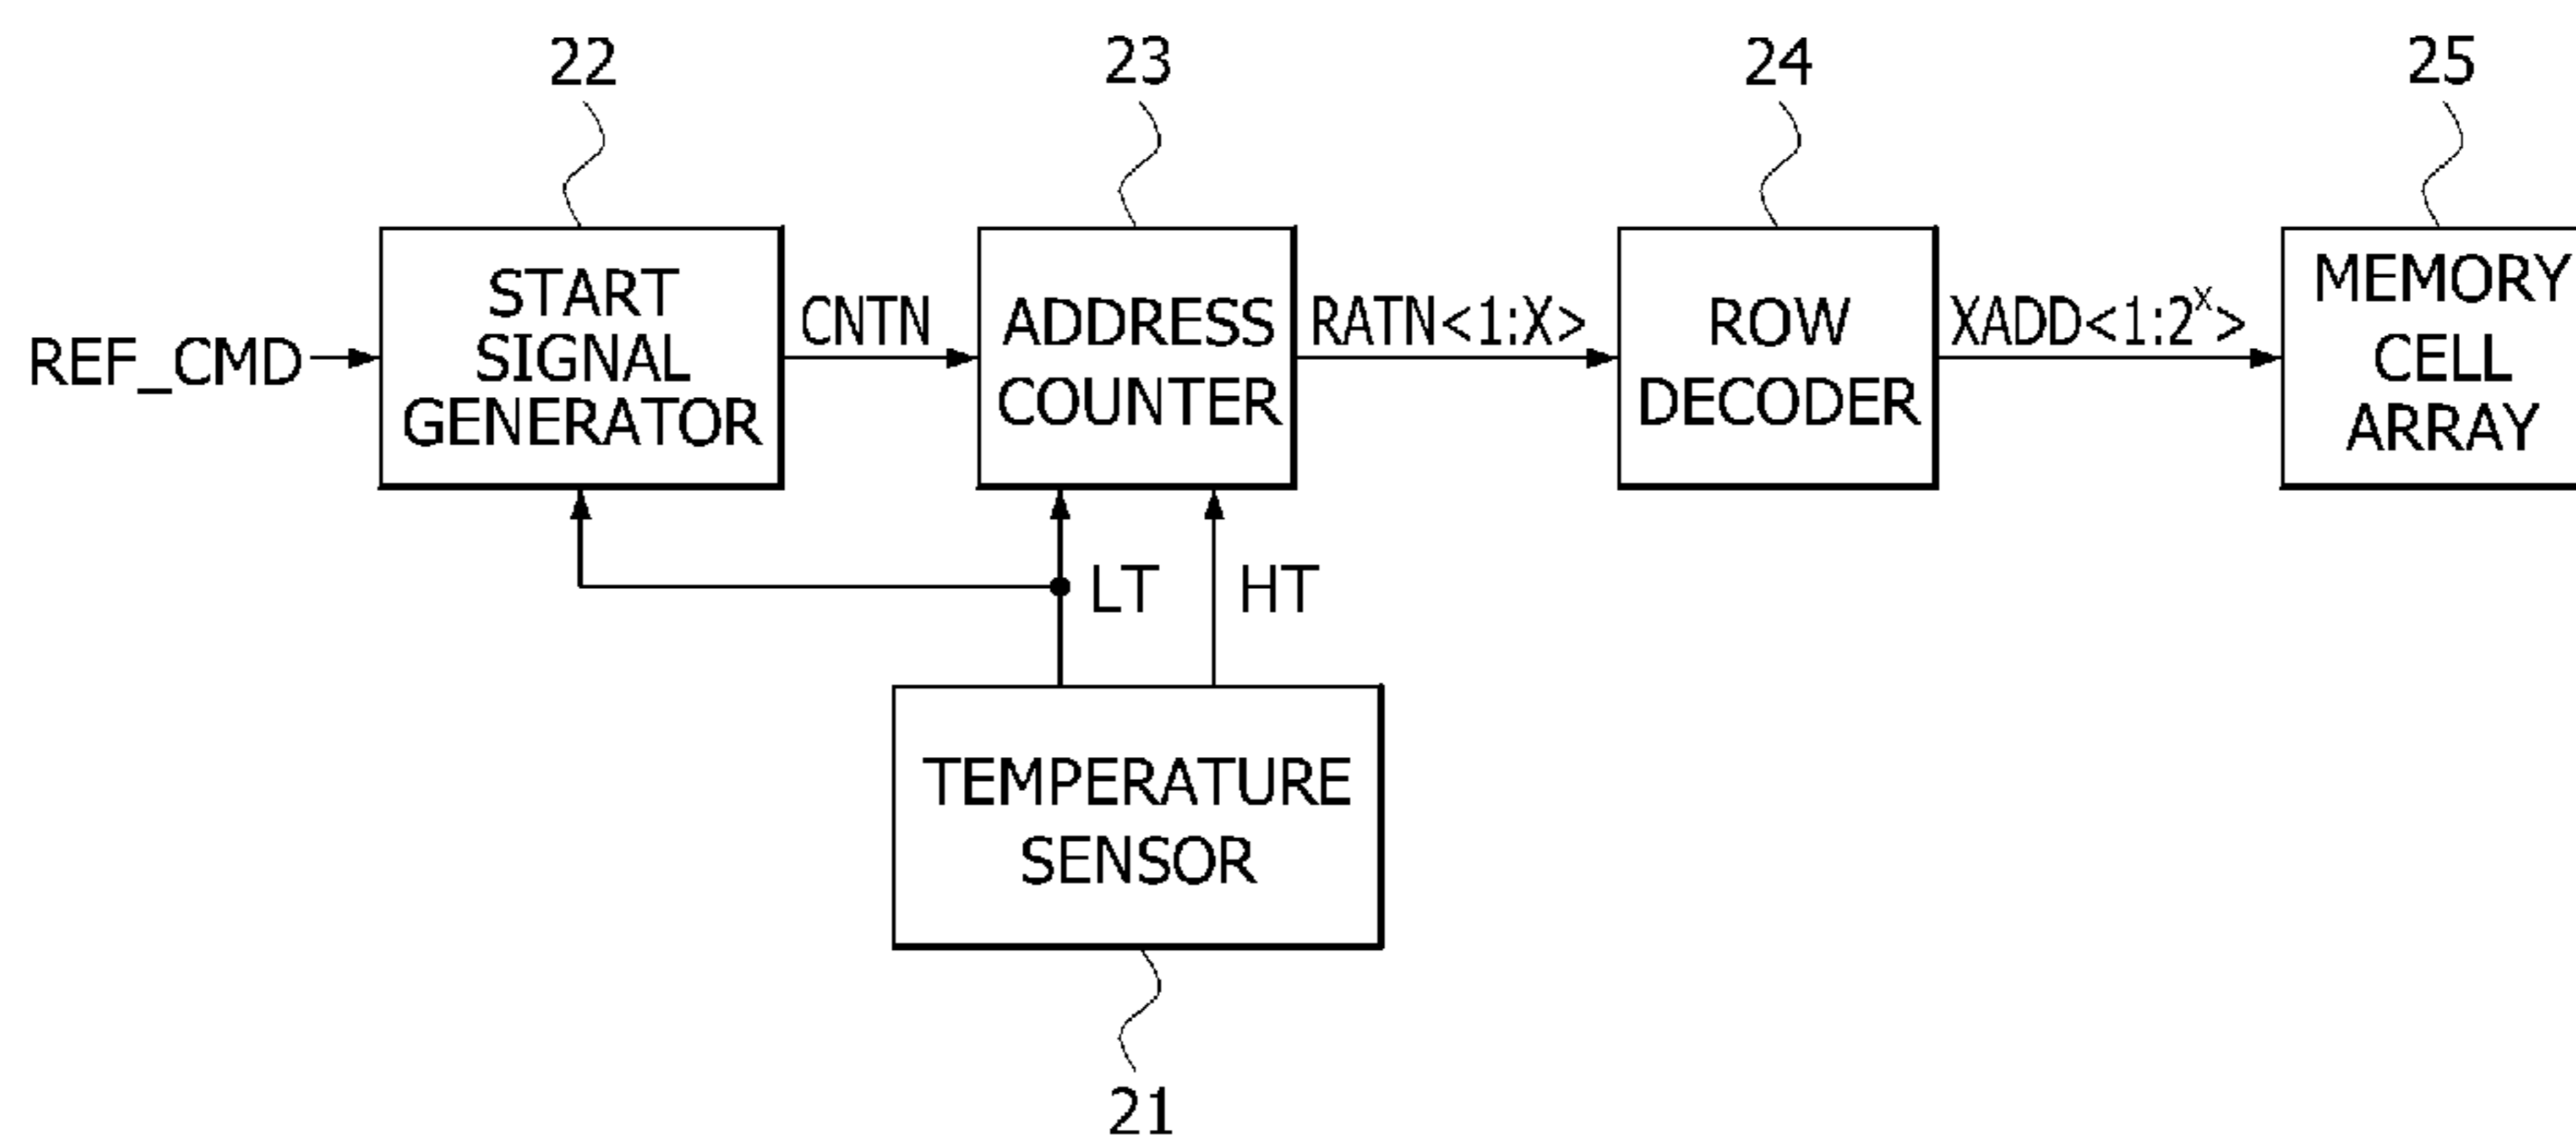 22
23
24
25
START
SIGNAL
GENERATOR
ADDRESS
COUNTER
ROW
DECODER
MEMORY
CELL
ARRAY
REF_CMD
CNTN
RATN<1:X>
XADD<1:2^x>
LT
HT
TEMPERATURE
SENSOR
21